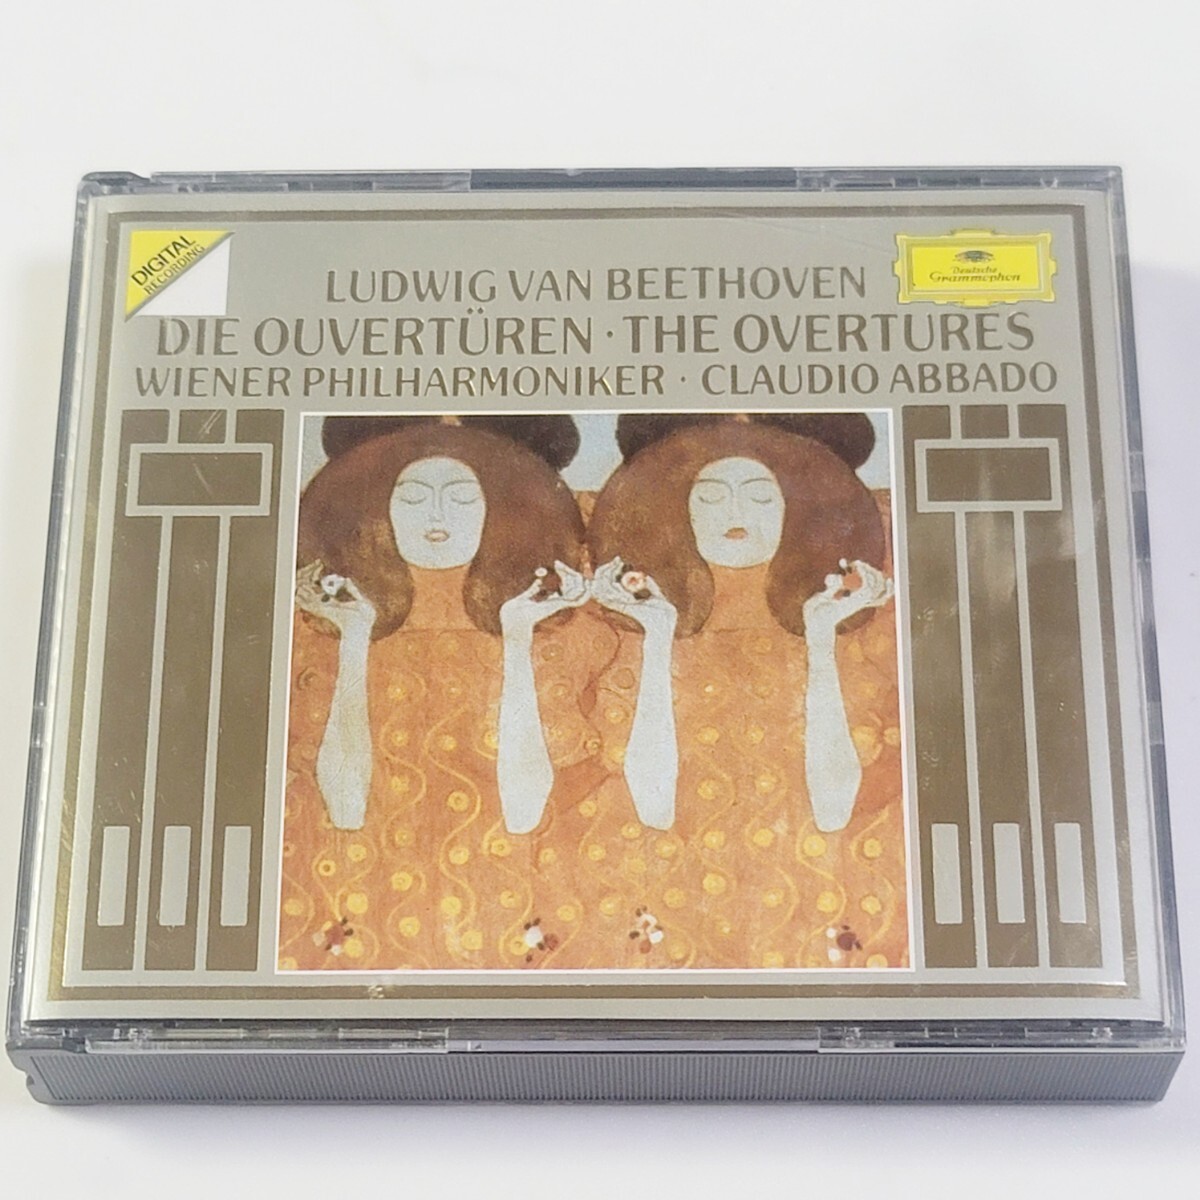 DIGITAL
RECORDING
Deutsche
Grammophon
LUDWIG VAN BEETHOVEN
DIE OUVERTÜREN · THE OVERTURES
WIENER PHILHARMONIKER · CLAUDIO ABBADO